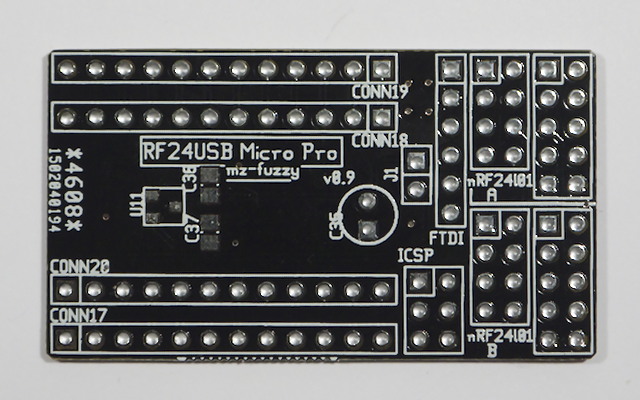 CONN19
CONN18
RF24USB Micro Pro
mz-fuzzy
v0.9
*4608*
1502040194
C36
U11
C37
C35
J1
FTDI
nRF24l01
A
ICSP
CONN20
CONN17
nRF24l01
B